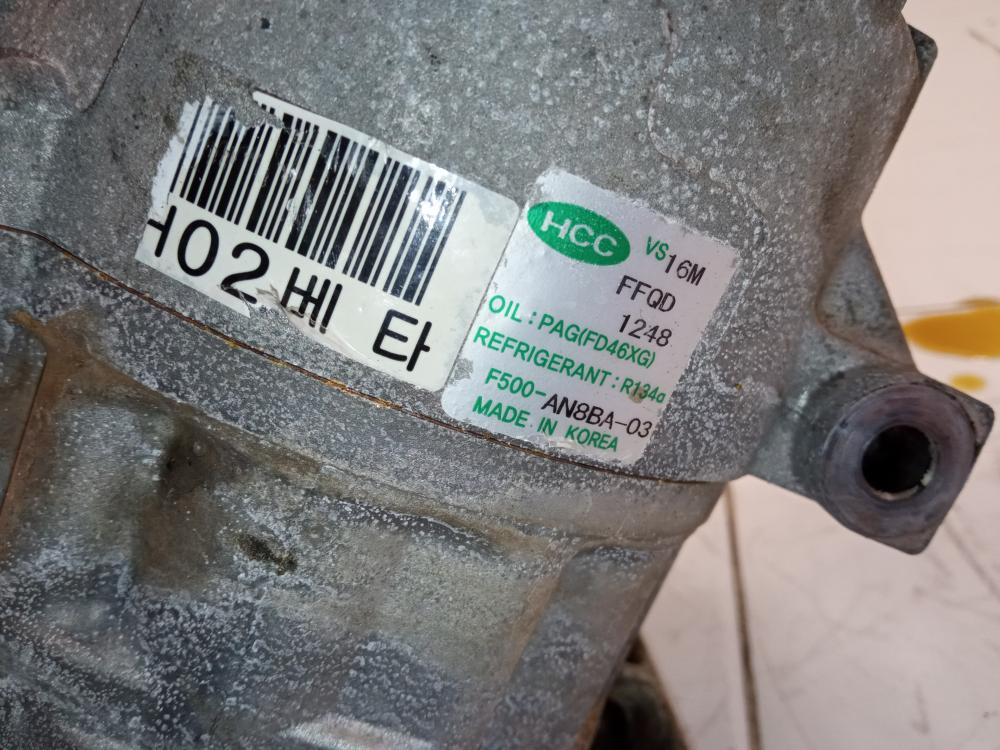 H02베 타
HCC VS16M
FFQD
1248
OIL : PAG(FD46XG)
REFRIGERANT : R134a
F500-AN8BA-03
MADE IN KOREA